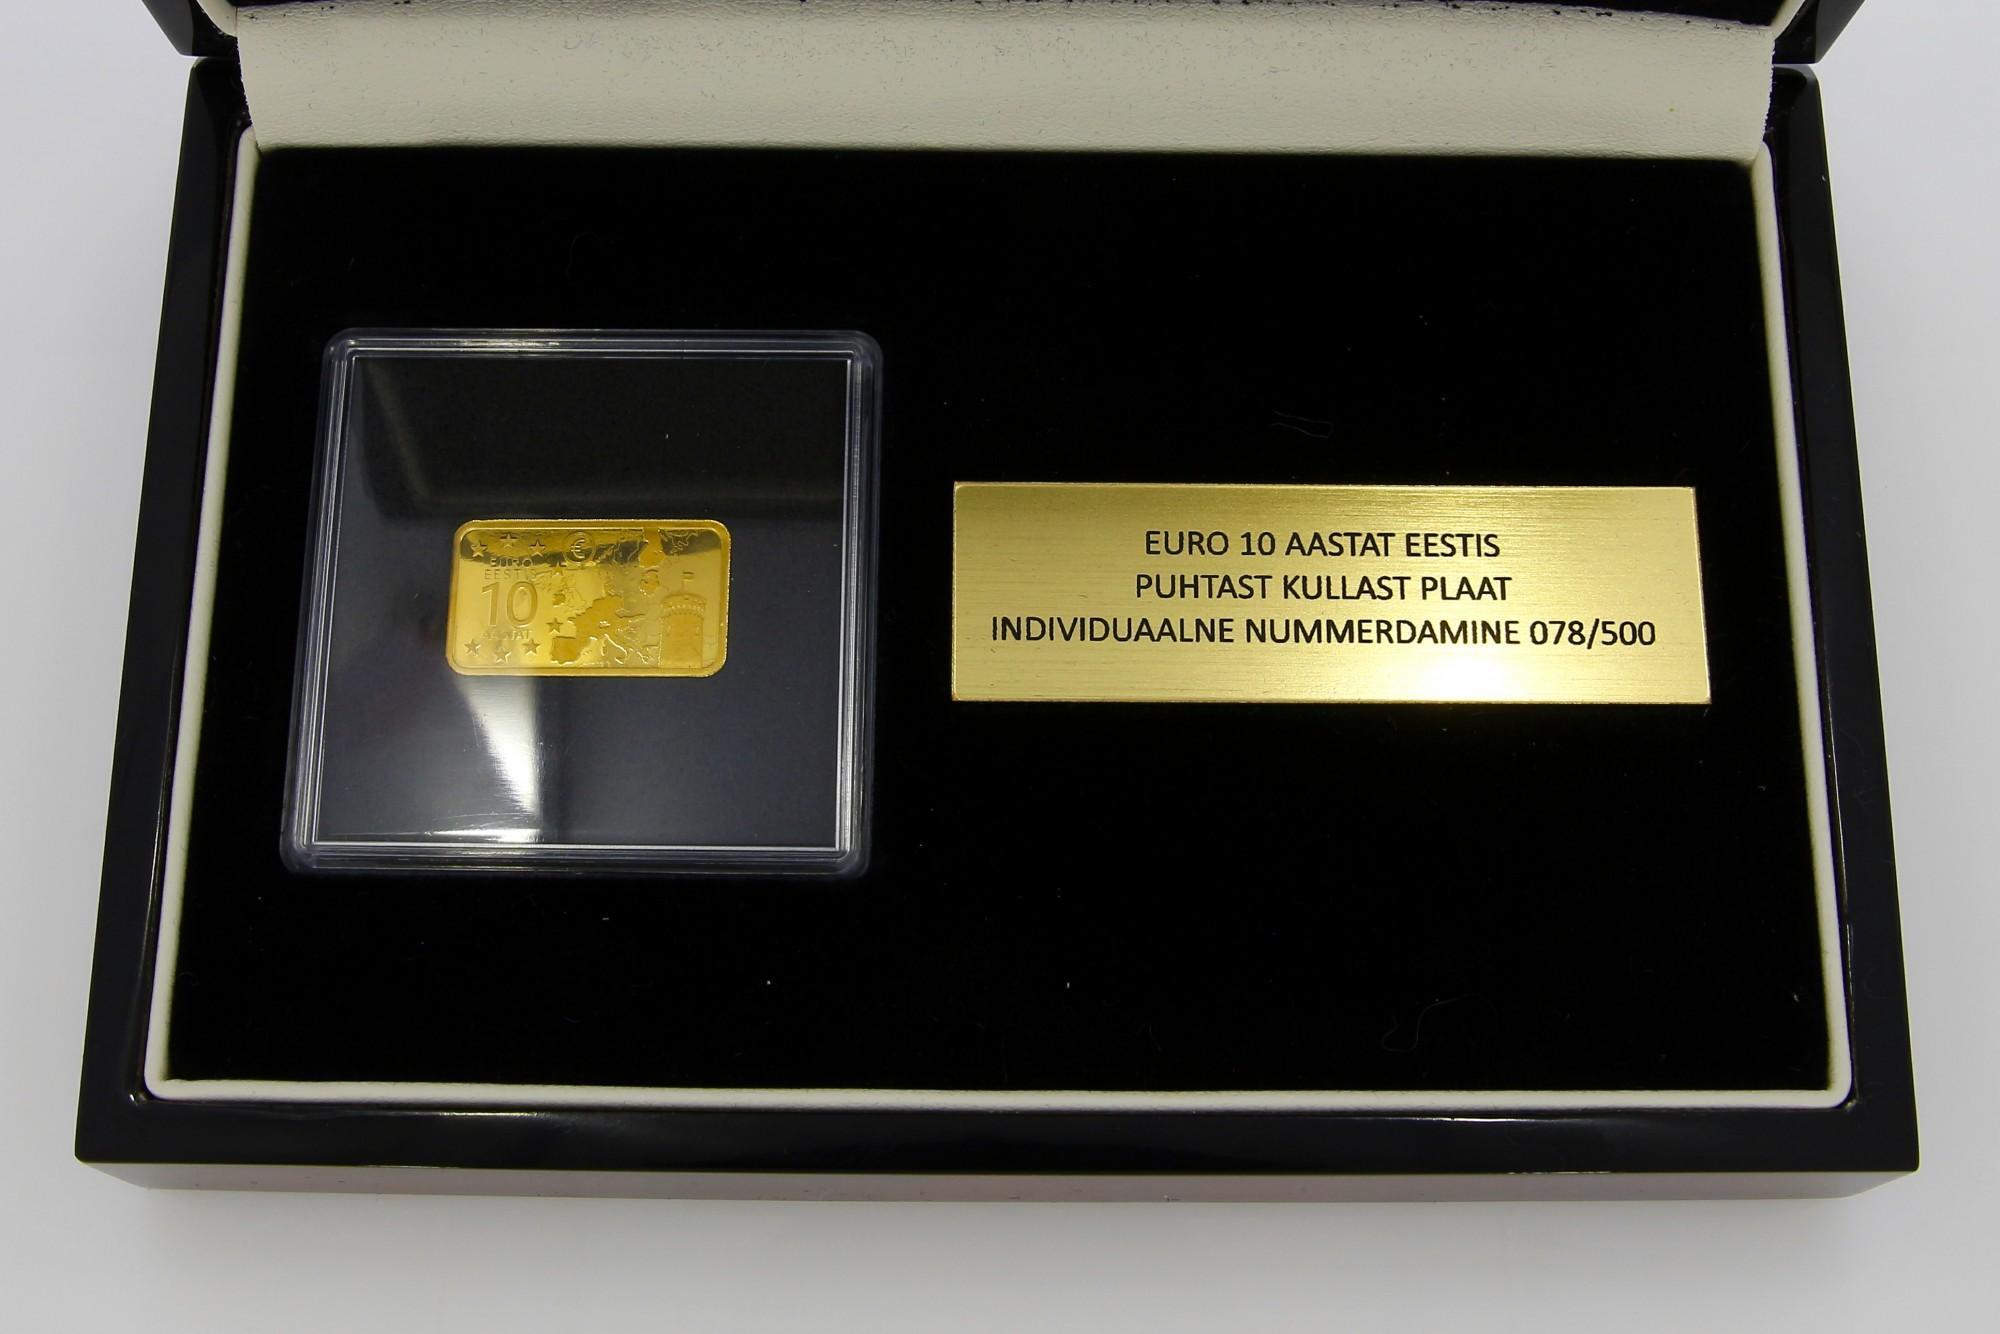 EURO
EESTIS
10
AASTAT
€
EURO 10 AASTAT EESTIS
PUHTAST KULLAST PLAAT
INDIVIDUAALNE NUMMERDAMINE 078/500